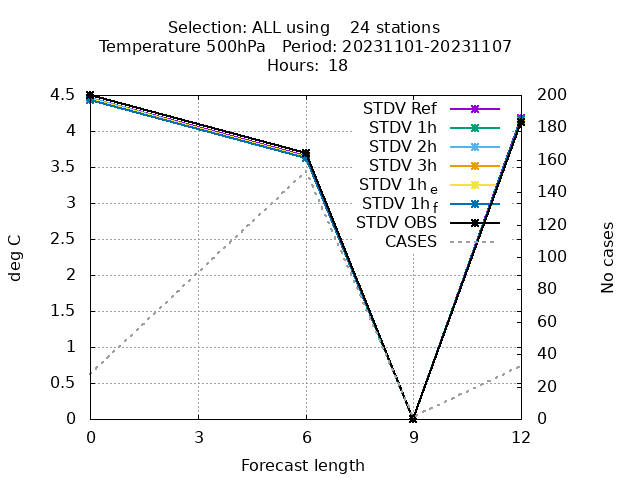 Selection: ALL using    24 stations
Temperature 500hPa   Period: 20231101-20231107
Hours: 18
4.5
4
3.5
3
2.5
2
1.5
1
0.5
0
deg C
STDV Ref
STDV 1h
STDV 2h
STDV 3h
STDV 1h e
STDV 1h f
STDV OBS
CASES
200
180
160
140
120
100
80
60
40
20
0
No cases
0 3 6 9 12
Forecast length